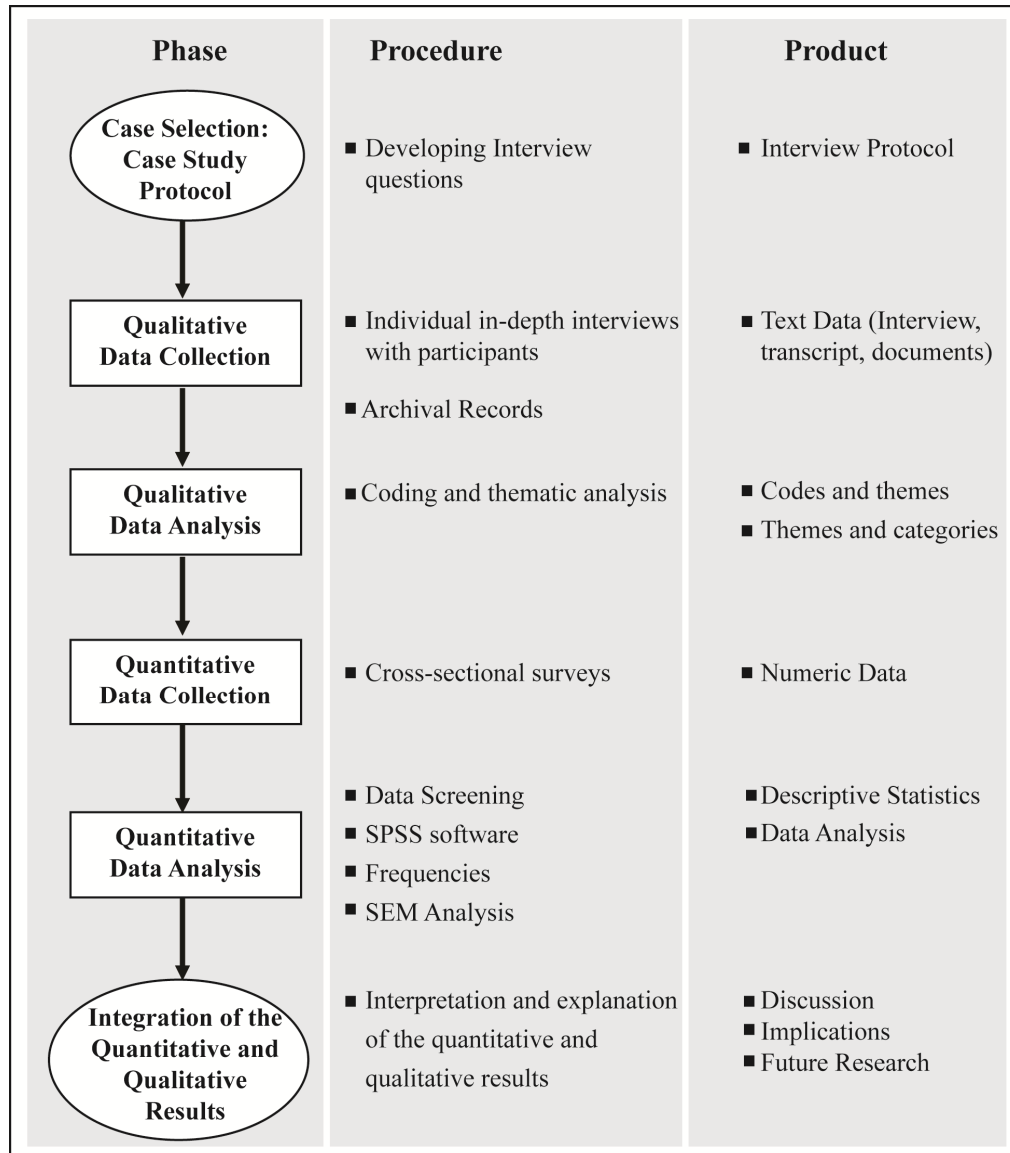 Phase
Procedure
Product
Case Selection:
Case Study
Protocol
■ Developing Interview
questions
■ Interview Protocol
Qualitative
Data Collection
■ Individual in-depth interviews
with participants
■ Archival Records
■ Text Data (Interview,
transcript, documents)
Qualitative
Data Analysis
■ Coding and thematic analysis
■ Codes and themes
■ Themes and categories
Quantitative
Data Collection
■ Cross-sectional surveys
■ Numeric Data
Quantitative
Data Analysis
■ Data Screening
■ SPSS software
■ Frequencies
■ SEM Analysis
■ Descriptive Statistics
■ Data Analysis
Integration of the
Quantitative and
Qualitative
Results
■ Interpretation and explanation
of the quantitative and
qualitative results
■ Discussion
■ Implications
■ Future Research